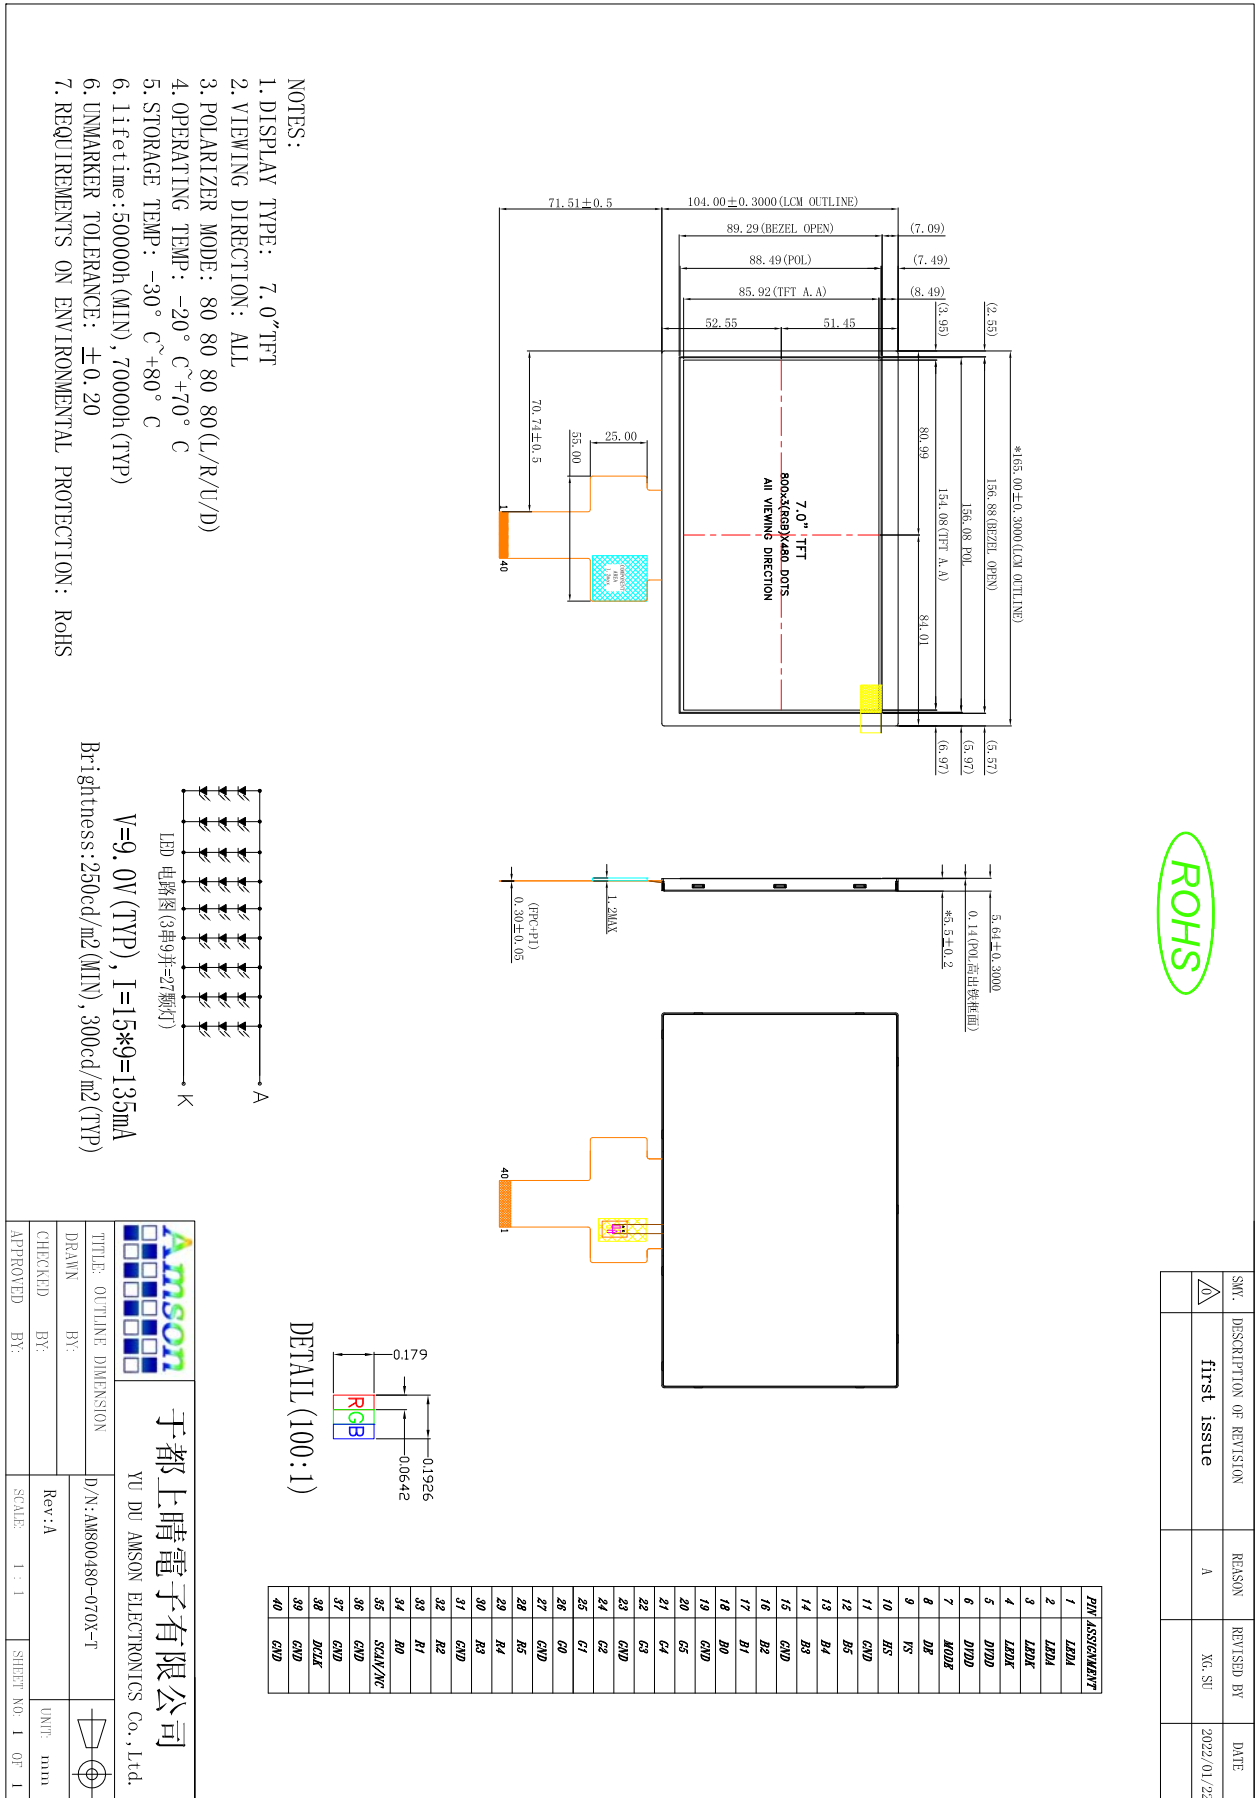 SMY.
DESCRIPTION OF REVISION
REASON
REVISED BY
DATE
0
first issue
A
XG.SU
2022/01/22
ROHS
71.51±0.5
104.00±0.3000(LCM OUTLINE)
89.29(BEZEL OPEN)
(7.09)
88.49(POL)
(7.49)
85.92(TFT A.A)
(8.49)
52.55
51.45
(3.95)
(2.55)
*165.00±0.3000(LCM OUTLINE)
156.88(BEZEL OPEN)
156.08 POL
154.08(TFT A.A)
80.99
84.01
(5.57)
(5.97)
(6.97)
70.74±0.5
55.00
25.00
1
40
7.0" TFT
800x3(RGB)X480 DOTS
All VIEWING DIRECTION
5.64±0.3000
0.14(POL高出铁框面)
*5.5±0.2
1.2MAX
(FPC+PI)
0.30±0.05
40
1
NOTES:
1.DISPLAY TYPE: 7.0"TFT
2.VIEWING DIRECTION: ALL
3.POLARIZER MODE: 80 80 80 80(L/R/U/D)
4.OPERATING TEMP: -20° C~+70° C
5.STORAGE TEMP: -30° C~+80° C
6.lifetime:50000h(MIN),70000h(TYP)
6.UNMARKER TOLERANCE: ±0.20
7.REQUIREMENTS ON ENVIRONMENTAL PROTECTION: RoHS
A
K
LED 电路图(3串9并=27颗灯)
V=9.0V(TYP), I=15*9=135mA
Brightness:250cd/m2(MIN),300cd/m2(TYP)
0.179
0.1926
0.0642
R
G
B
DETAIL(100:1)
PIN ASSIGNMENT
1 LEDA
2 LEDA
3 LEDK
4 LEDK
5 DVDD
6 DVDD
7 MODE
8 DE
9 VS
10 HS
11 GND
12 B5
13 B4
14 B3
15 GND
16 B2
17 B1
18 B0
19 GND
20 G5
21 G4
22 G3
23 GND
24 G2
25 G1
26 G0
27 GND
28 R5
29 R4
30 R3
31 GND
32 R2
33 R1
34 R0
35 SCAN/NC
36 GND
37 GND
38 DCLK
39 GND
40 GND
Amson
于都上晴電子有限公司
YU DU AMSON ELECTRONICS Co.,Ltd.
TITLE: OUTLINE DIMENSION
D/N:AM800480-070X-T
DRAWN BY:
CHECKED BY:
Rev:A
UNIT: mm
APPROVED BY:
SCALE: 1 : 1
SHEET NO: 1 OF 1